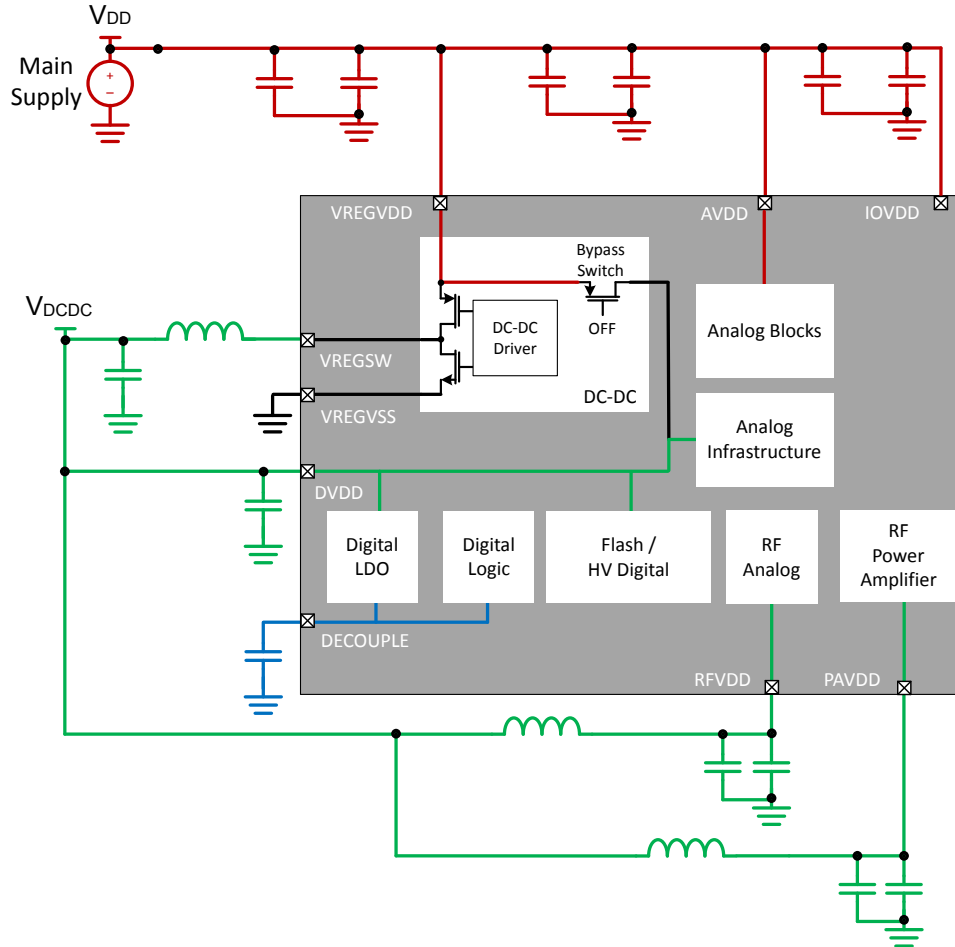 VDD
Main
Supply
+
−
VREGVDD
AVDD
IOVDD
Bypass
Switch
OFF
DC-DC
Driver
DC-DC
Analog Blocks
VDCDC
VREGSW
VREGVSS
Analog
Infrastructure
DVDD
Digital
LDO
Digital
Logic
Flash /
HV Digital
RF
Analog
RF
Power
Amplifier
DECOUPLE
RFVDD
PAVDD